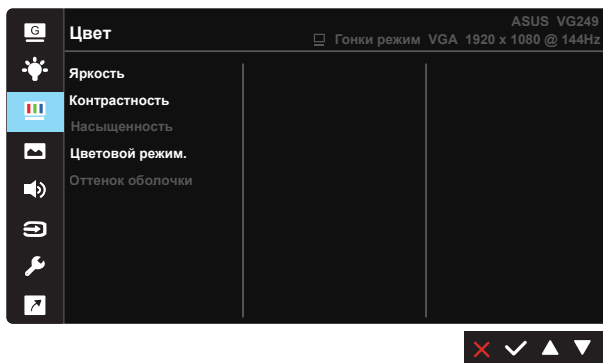 G
Цвет
ASUS VG249
Гонки режим VGA 1920 x 1080 @ 144Hz
Яркость
Контрастность
Насыщенность
Цветовой режим.
Оттенок оболочки